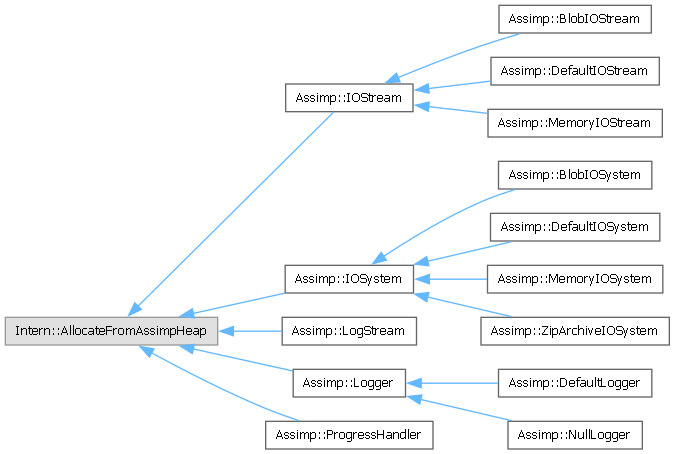 Assimp::BlobIOStream
Assimp::DefaultIOStream
Assimp::IOStream
Assimp::MemoryIOStream
Assimp::BlobIOSystem
Assimp::DefaultIOSystem
Assimp::IOSystem
Assimp::MemoryIOSystem
Intern::AllocateFromAssimpHeap
Assimp::LogStream
Assimp::ZipArchiveIOSystem
Assimp::Logger
Assimp::DefaultLogger
Assimp::ProgressHandler
Assimp::NullLogger